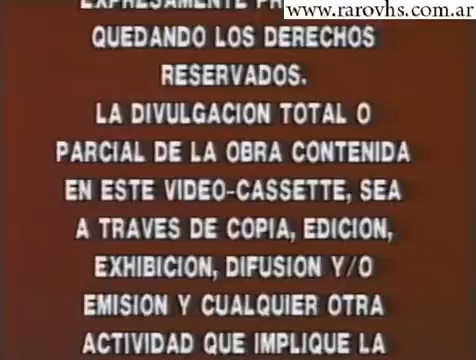 www.rarovhs.com.ar
EXPRESAMENTE
QUEDANDO LOS DERECHOS
RESERVADOS.
LA DIVULGACION TOTAL O
PARCIAL DE LA OBRA CONTENIDA
EN ESTE VIDEO-CASSETTE, SEA
A TRAVES DE COPIA, EDICION,
EXHIBICION, DIFUSION Y/O
EMISION Y CUALQUIER OTRA
ACTIVIDAD QUE IMPLIQUE LA